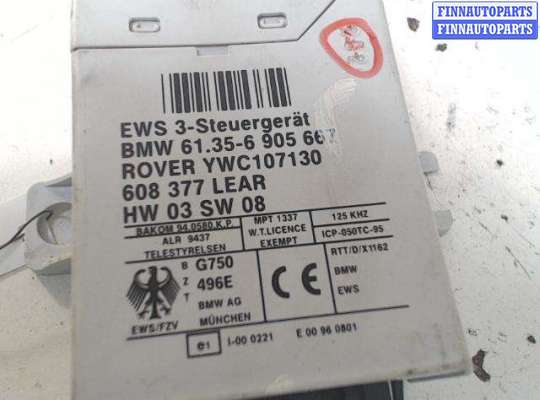 FINNAUTOPARTS
FINNAUTOPARTS
EWS 3-Steuergerät
BMW 61.35-6 905 667
ROVER YWC107130
608 377 LEAR
HW 03 SW 08
BAKOM 94.0580.K.P.
MPT 1337
125 KHZ
ALR 9437
W.T.LICENCE
ICP-050TC-95
TELESTYRELSEN
EXEMPT
RTT/D/X1162
B G750
Z 496E
BMW
T BMW AG
EWS
EWS/FZV
MÜNCHEN
CE
e1
I-00 0221
E 00 96 0801